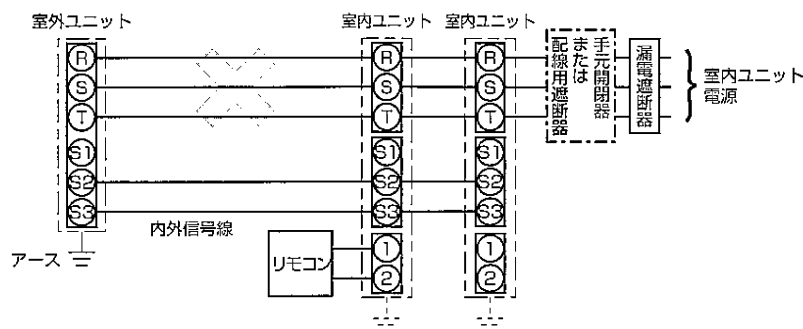 室外ユニット
室内ユニット
室内ユニット
R
S
T
S1
S2
S3
R
S
T
S1
S2
S3
1
2
R
S
T
S1
S2
S3
1
2
手元開閉器
または
配線用遮断器
漏電遮断器
室内ユニット
電源
内外信号線
リモコン
アース